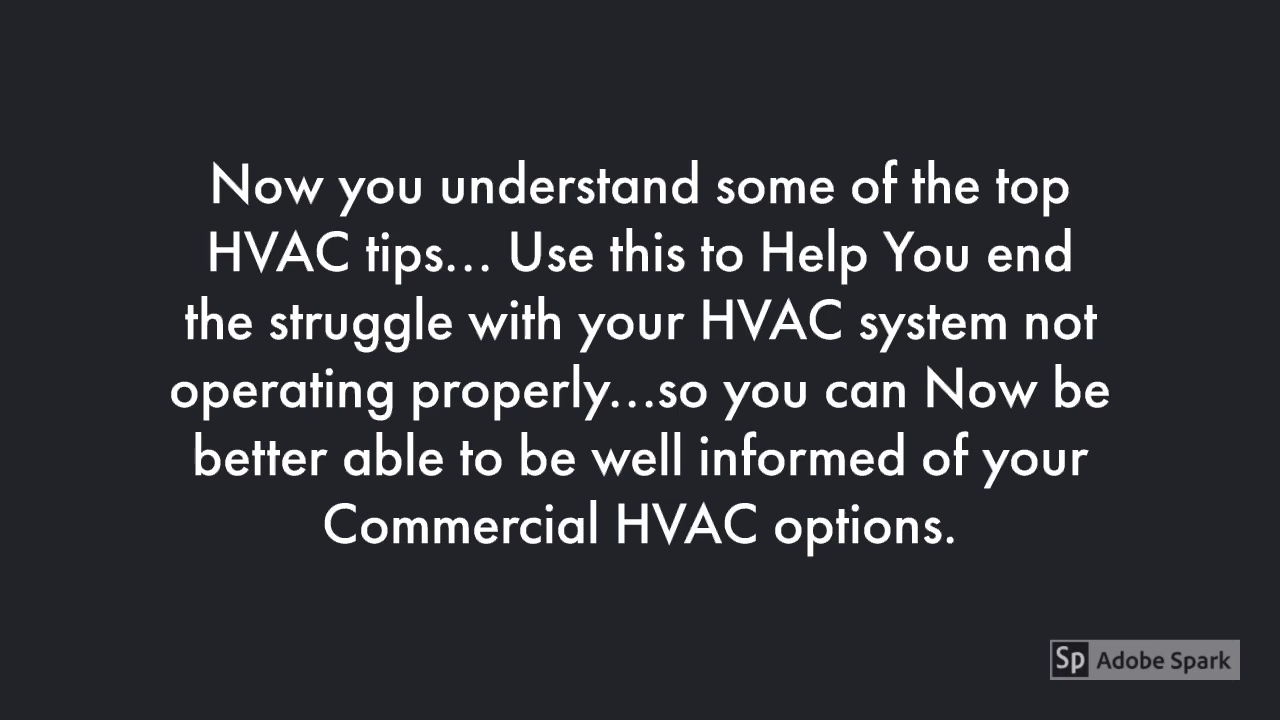 Now you understand some of the top
HVAC tips... Use this to Help You end
the struggle with your HVAC system not
operating properly...so you can Now be
better able to be well informed of your
Commercial HVAC options.
Sp Adobe Spark